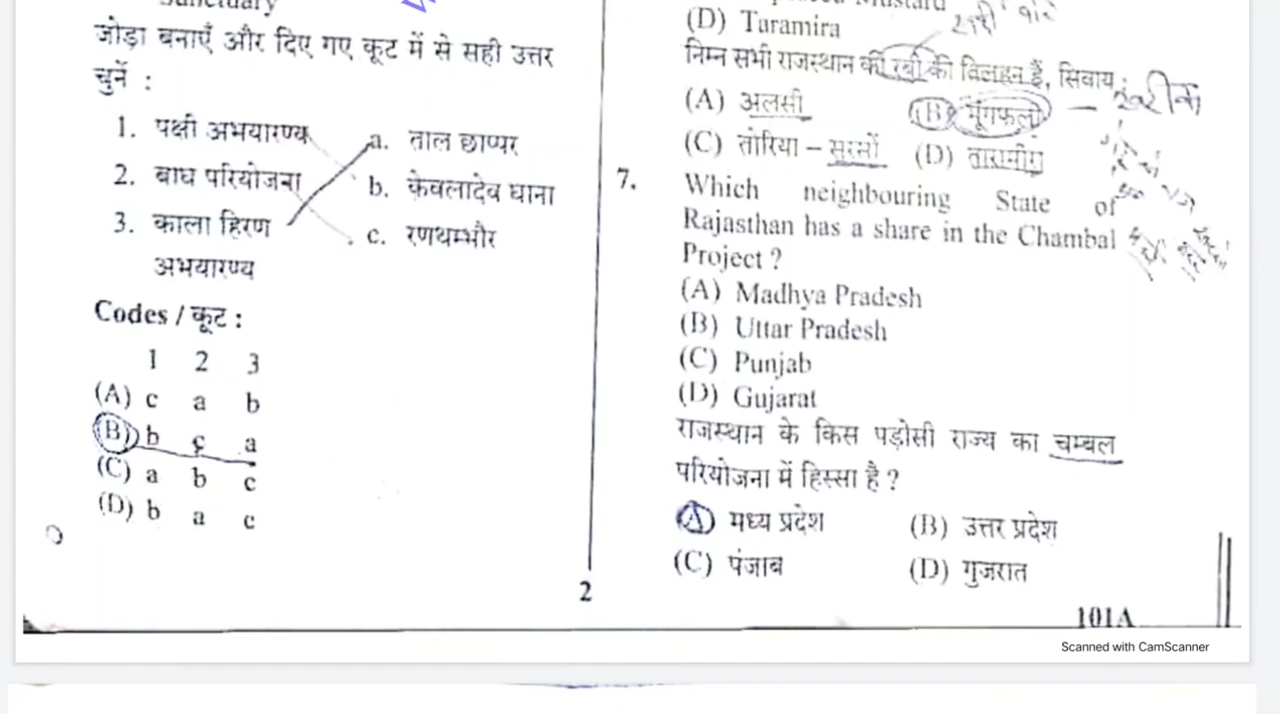 Sanctuary
जोड़ा बनाएँ और दिए गए कूट में से सही उत्तर
चुनें :
1. पक्षी अभयारण्य
a. ताल छाप्पर
2. बाघ परियोजना
b. केवलादेव घाना
3. काला हिरण
c. रणथम्भौर
अभयारण्य
Codes / कूट :
1 2 3
(A) c a b
(B) b c a
(C) a b c
(D) b a c
Mustard
(D) Taramira
निम्न सभी राजस्थान की रबी की तिलहन हैं, सिवाय
(A) अलसी (B) मूंगफली
(C) तोरिया – सरसों (D) तारामीरा
7. Which neighbouring State of
Rajasthan has a share in the Chambal
Project ?
(A) Madhya Pradesh
(B) Uttar Pradesh
(C) Punjab
(D) Gujarat
राजस्थान के किस पड़ोसी राज्य का चम्बल
परियोजना में हिस्सा है ?
(A) मध्य प्रदेश (B) उत्तर प्रदेश
(C) पंजाब (D) गुजरात
2
101A
Scanned with CamScanner